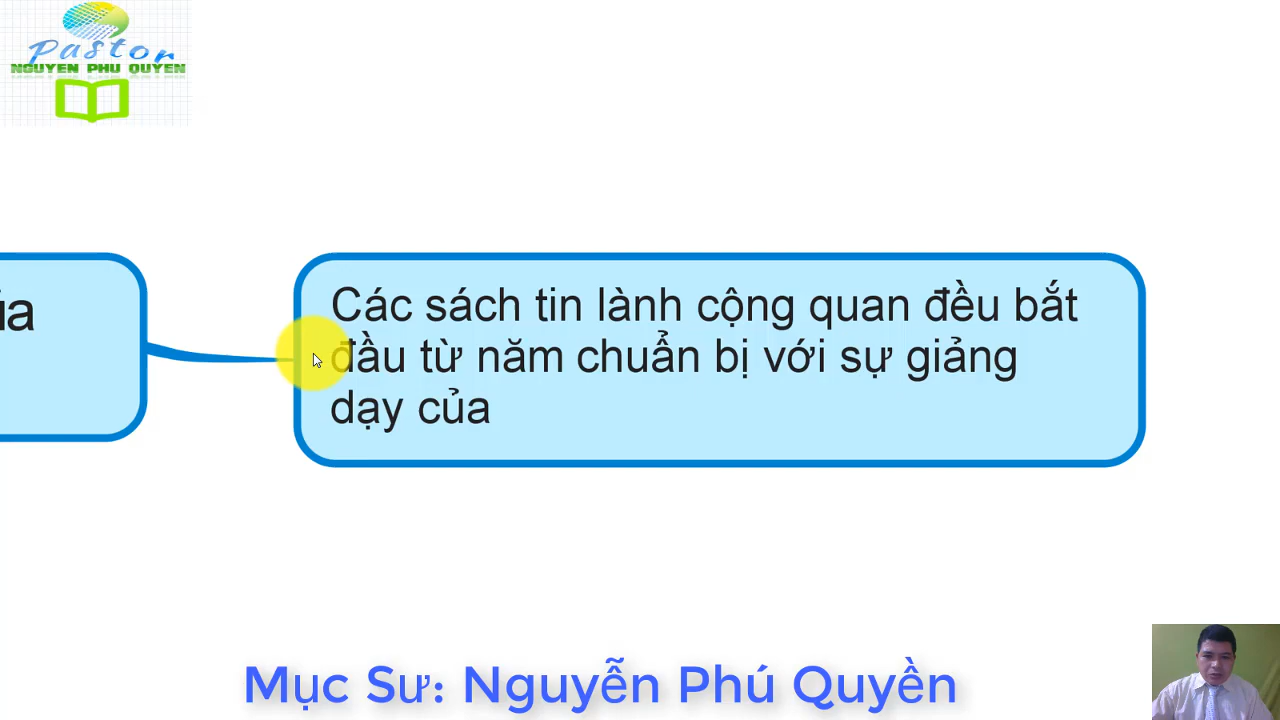 Pastor
NGUYEN PHU QUYEN
Các sách tin lành cộng quan đều bắt
đầu từ năm chuẩn bị với sự giảng
dạy của
Mục Sư: Nguyễn Phú Quyền